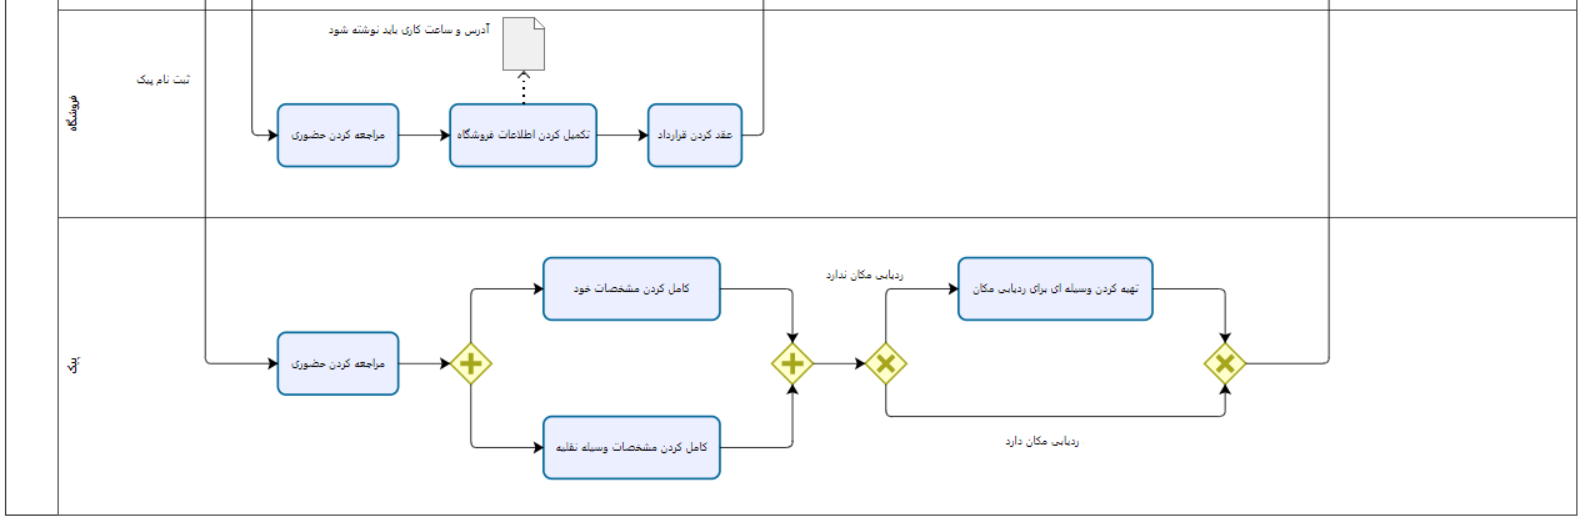 فروشگاه
ثبت نام پیک
آدرس و ساعت کاری باید نوشته شود
مراجعه کردن حضوری
تکمیل کردن اطلاعات فروشگاه
عقد کردن قرارداد
پیک
مراجعه کردن حضوری
کامل کردن مشخصات خود
کامل کردن مشخصات وسیله نقلیه
ردیابی مکان ندارد
تهیه کردن وسیله ای برای ردیابی مکان
ردیابی مکان دارد